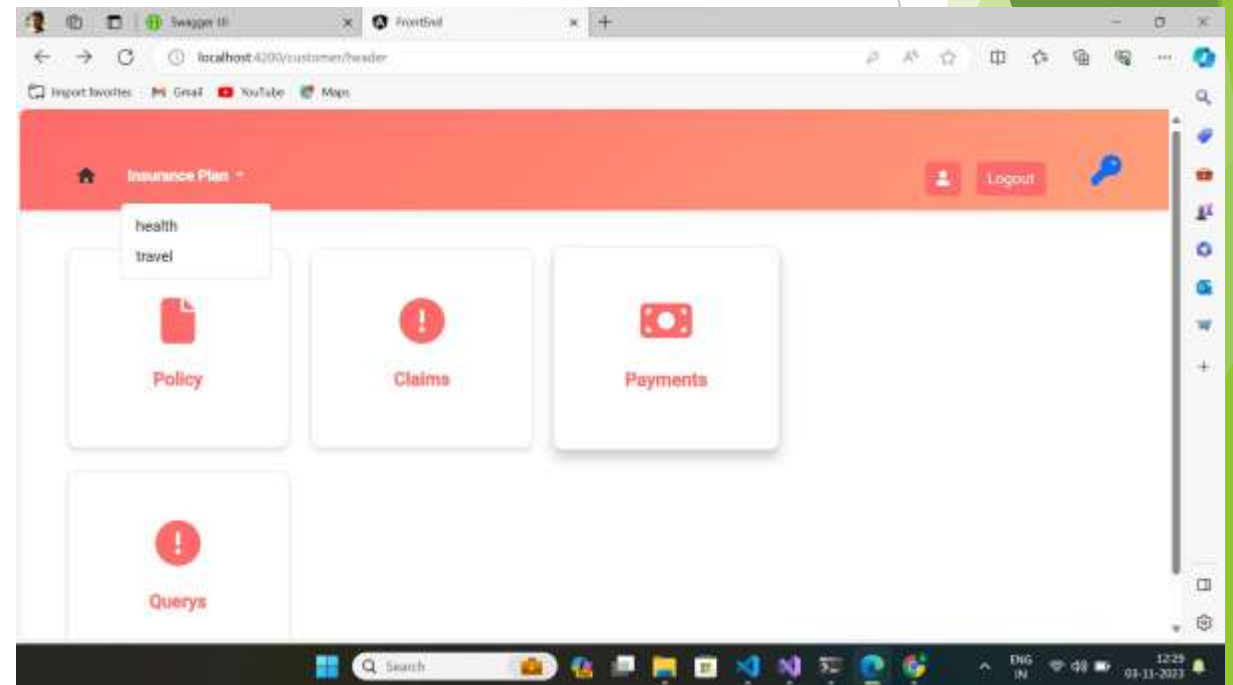 Swagger UI
FrontEnd
localhost:4200/customer/header
Import favorites
Gmail
YouTube
Maps
Insurance Plan
Logout
health
travel
Policy
Claims
Payments
Querys
Search
ENG
IN
12:29
03-11-2023